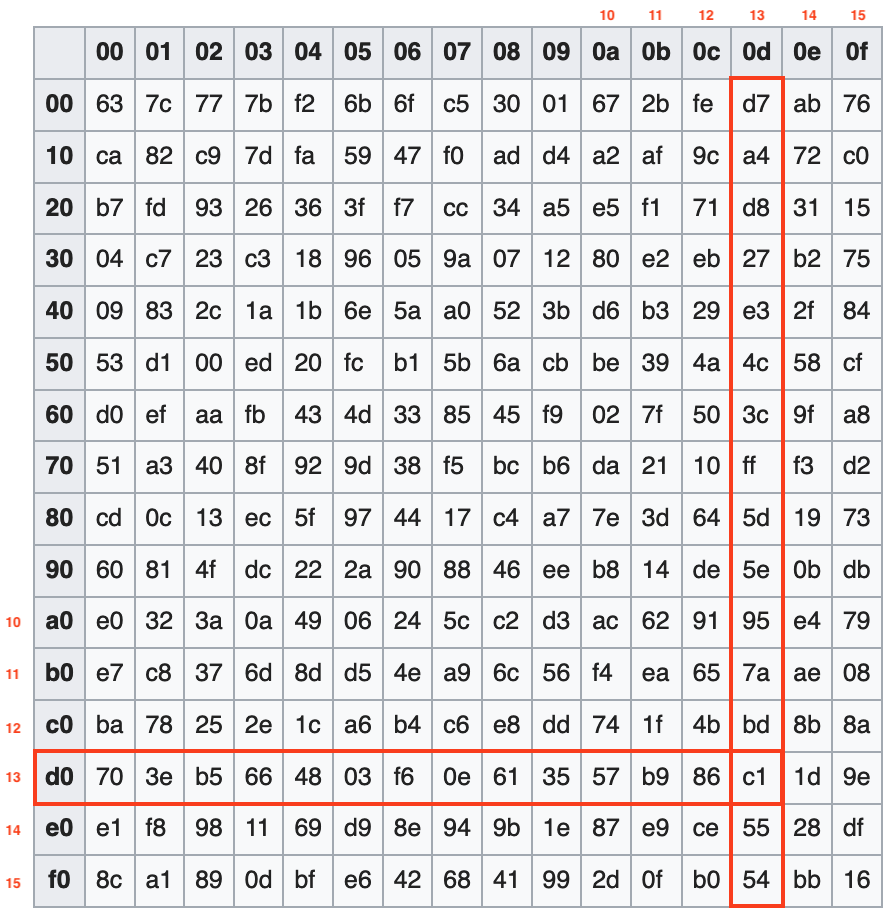 10 11 12 13 14 15
00 01 02 03 04 05 06 07 08 09 0a 0b 0c 0d 0e 0f
00 63 7c 77 7b f2 6b 6f c5 30 01 67 2b fe d7 ab 76
10 ca 82 c9 7d fa 59 47 f0 ad d4 a2 af 9c a4 72 c0
20 b7 fd 93 26 36 3f f7 cc 34 a5 e5 f1 71 d8 31 15
30 04 c7 23 c3 18 96 05 9a 07 12 80 e2 eb 27 b2 75
40 09 83 2c 1a 1b 6e 5a a0 52 3b d6 b3 29 e3 2f 84
50 53 d1 00 ed 20 fc b1 5b 6a cb be 39 4a 4c 58 cf
60 d0 ef aa fb 43 4d 33 85 45 f9 02 7f 50 3c 9f a8
70 51 a3 40 8f 92 9d 38 f5 bc b6 da 21 10 ff f3 d2
80 cd 0c 13 ec 5f 97 44 17 c4 a7 7e 3d 64 5d 19 73
90 60 81 4f dc 22 2a 90 88 46 ee b8 14 de 5e 0b db
10 a0 e0 32 3a 0a 49 06 24 5c c2 d3 ac 62 91 95 e4 79
11 b0 e7 c8 37 6d 8d d5 4e a9 6c 56 f4 ea 65 7a ae 08
12 c0 ba 78 25 2e 1c a6 b4 c6 e8 dd 74 1f 4b bd 8b 8a
13 d0 70 3e b5 66 48 03 f6 0e 61 35 57 b9 86 c1 1d 9e
14 e0 e1 f8 98 11 69 d9 8e 94 9b 1e 87 e9 ce 55 28 df
15 f0 8c a1 89 0d bf e6 42 68 41 99 2d 0f b0 54 bb 16